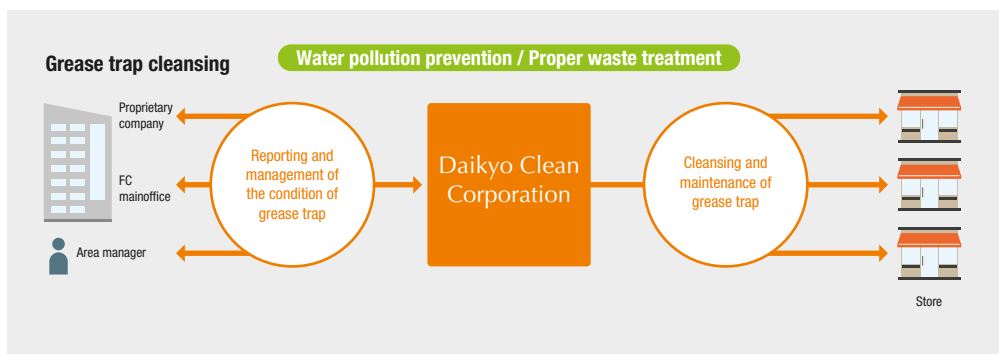 Grease trap cleansing
Water pollution prevention / Proper waste treatment
Proprietary
company
FC
mainoffice
Area manager
Reporting and
management of
the condition of
grease trap
Daikyo Clean
Corporation
Cleansing and
maintenance of
grease trap
Store